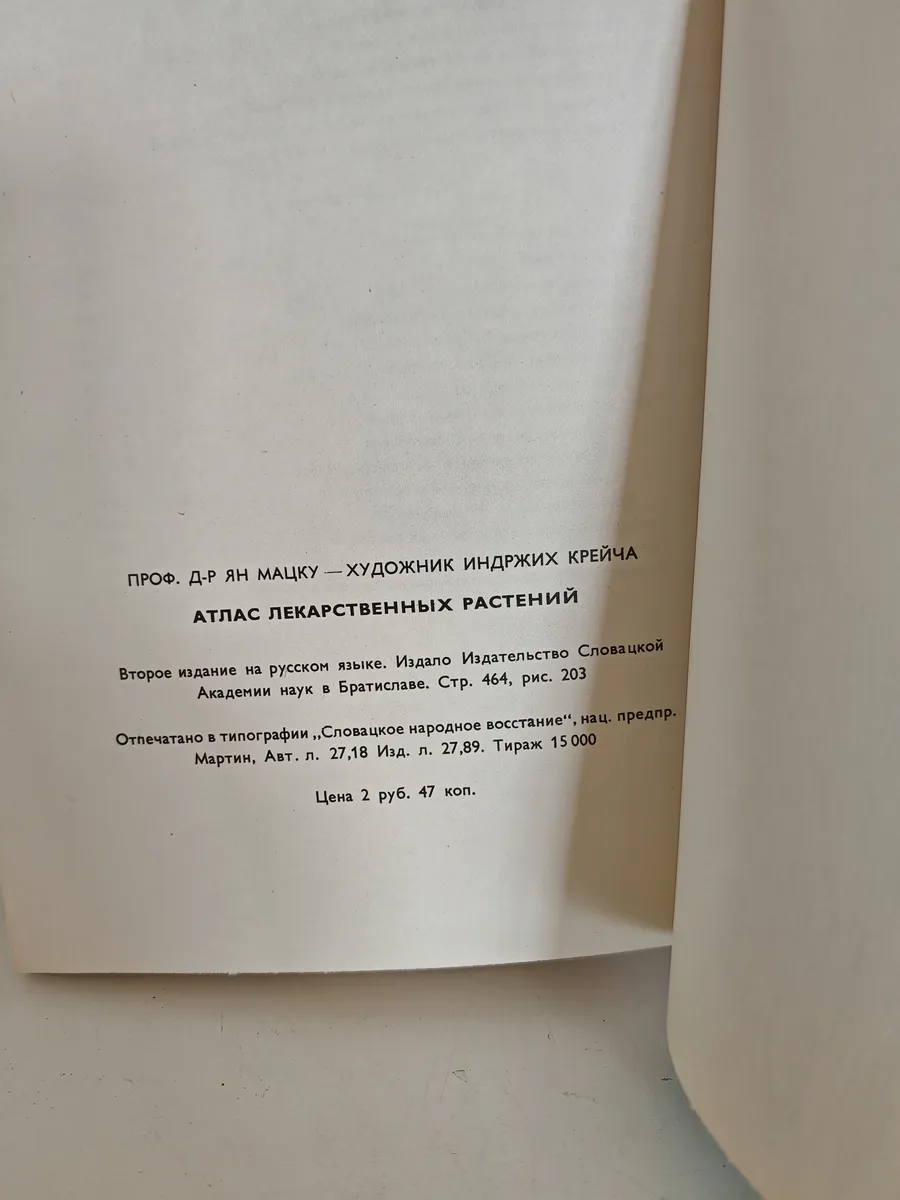 ПРОФ. Д-Р ЯН МАЦКУ — ХУДОЖНИК ИНДРЖИХ КРЕЙЧА
АТЛАС ЛЕКАРСТВЕННЫХ РАСТЕНИЙ
Второе издание на русском языке. Издало Издательство Словацкой
Академии наук в Братиславе. Стр. 464, рис. 203
Отпечатано в типографии „Словацкое народное восстание“, нац. предпр.
Мартин, Авт. л. 27,18 Изд. л. 27,89. Тираж 15 000
Цена 2 руб. 47 коп.